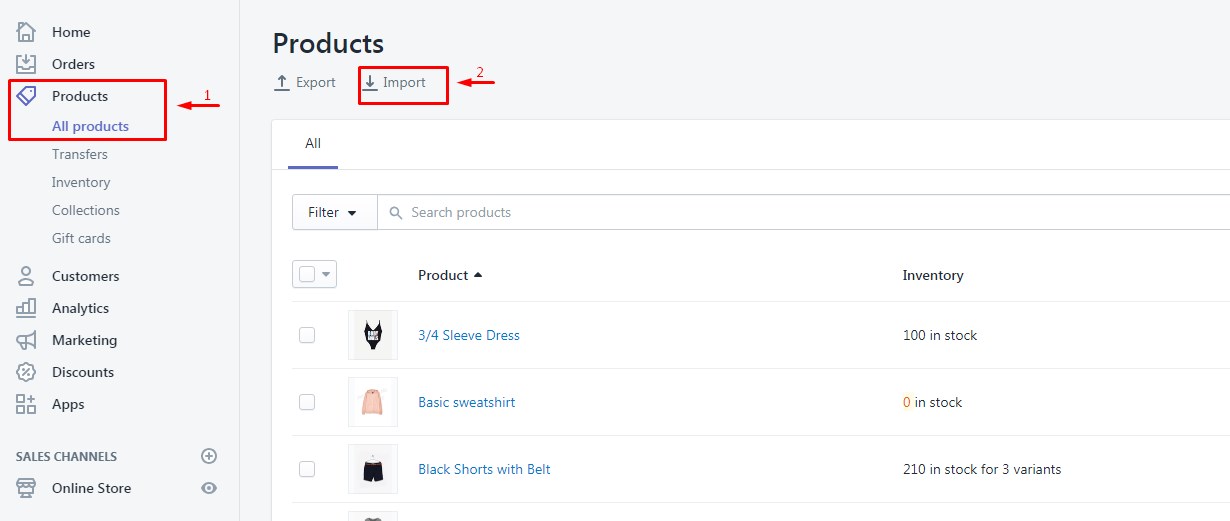 Home
Orders
Products
All products
Transfers
Inventory
Collections
Gift cards
Customers
Analytics
Marketing
Discounts
Apps
SALES CHANNELS
Online Store
1
Products
Export Import
2
All
Filter Search products
Product Inventory
3/4 Sleeve Dress 100 in stock
Basic sweatshirt 0 in stock
Black Shorts with Belt 210 in stock for 3 variants